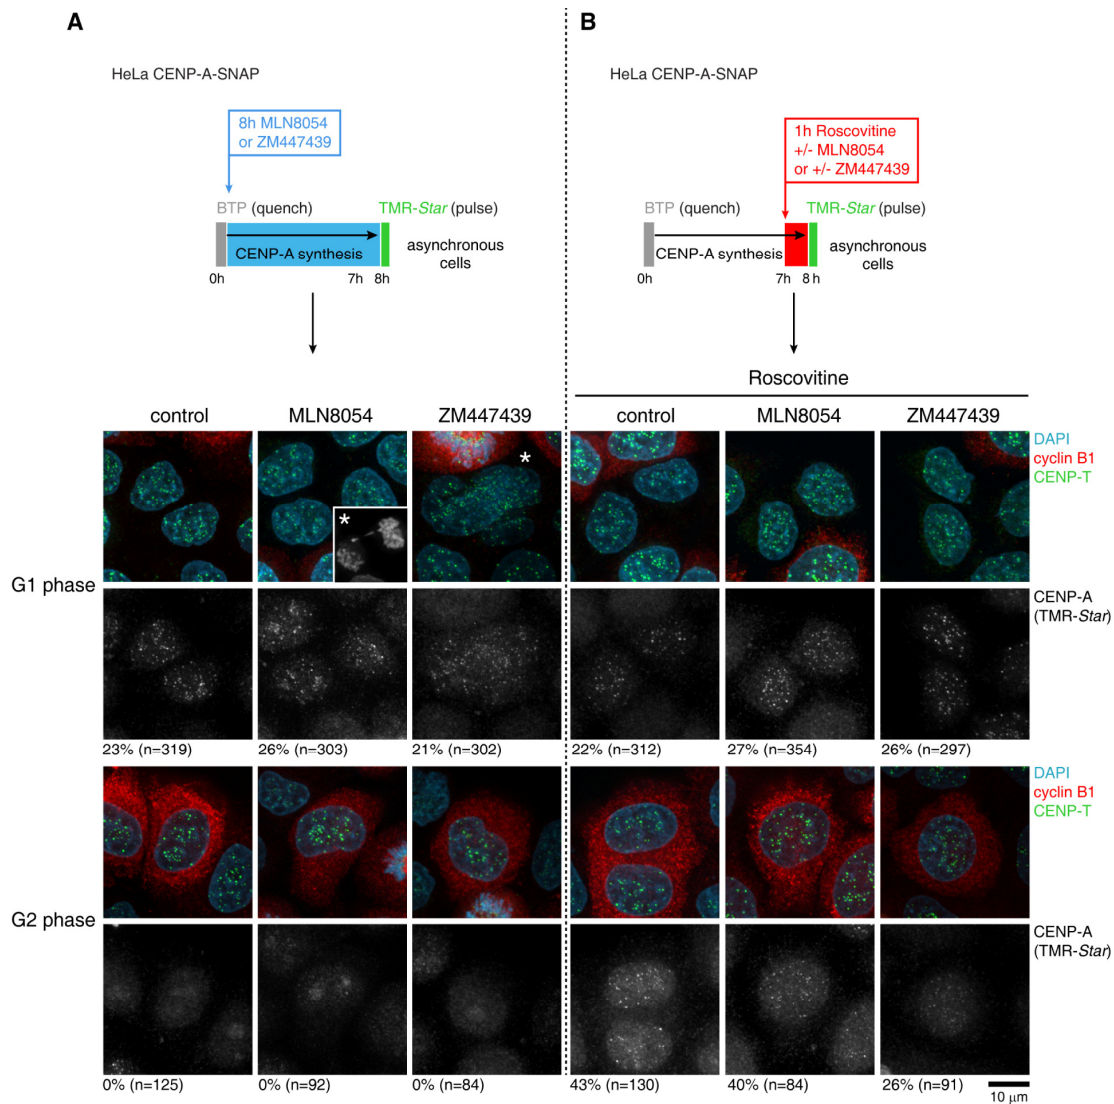 A
HeLa CENP-A-SNAP
8h MLN8054
or ZM447439
BTP (quench)
TMR-Star (pulse)
CENP-A synthesis
asynchronous
cells
0h
7h
8h
B
HeLa CENP-A-SNAP
1h Roscovitine
+/- MLN8054
or +/- ZM447439
BTP (quench)
TMR-Star (pulse)
CENP-A synthesis
asynchronous
cells
0h
7h
8 h
Roscovitine
control
MLN8054
ZM447439
control
MLN8054
ZM447439
G1 phase
*
*
DAPI
cyclin B1
CENP-T
CENP-A
(TMR-Star)
23% (n=319)
26% (n=303)
21% (n=302)
22% (n=312)
27% (n=354)
26% (n=297)
G2 phase
DAPI
cyclin B1
CENP-T
CENP-A
(TMR-Star)
0% (n=125)
0% (n=92)
0% (n=84)
43% (n=130)
40% (n=84)
26% (n=91)
10 μm